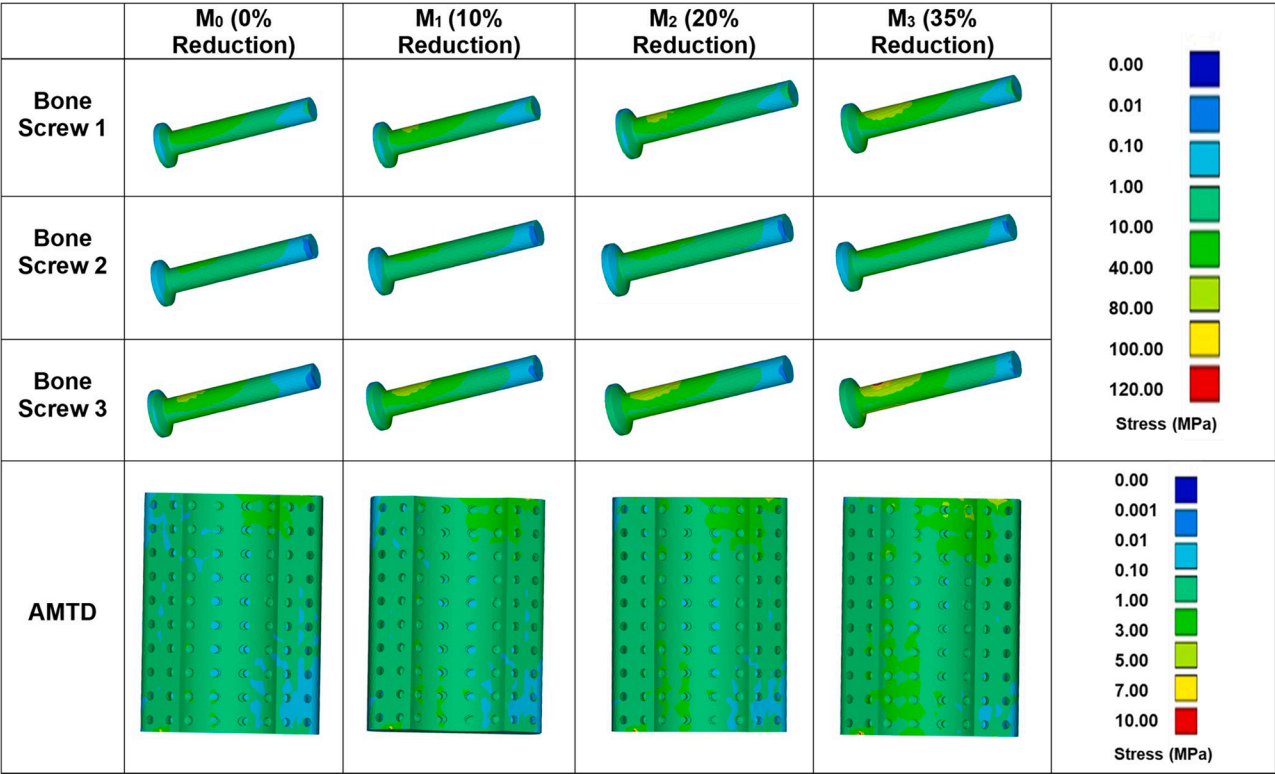 M₀ (0%
Reduction)
M₁ (10%
Reduction)
M₂ (20%
Reduction)
M₃ (35%
Reduction)
Bone
Screw 1
Bone
Screw 2
Bone
Screw 3
AMTD
0.00
0.01
0.10
1.00
10.00
40.00
80.00
100.00
120.00
Stress (MPa)
0.00
0.001
0.01
0.10
1.00
3.00
5.00
7.00
10.00
Stress (MPa)